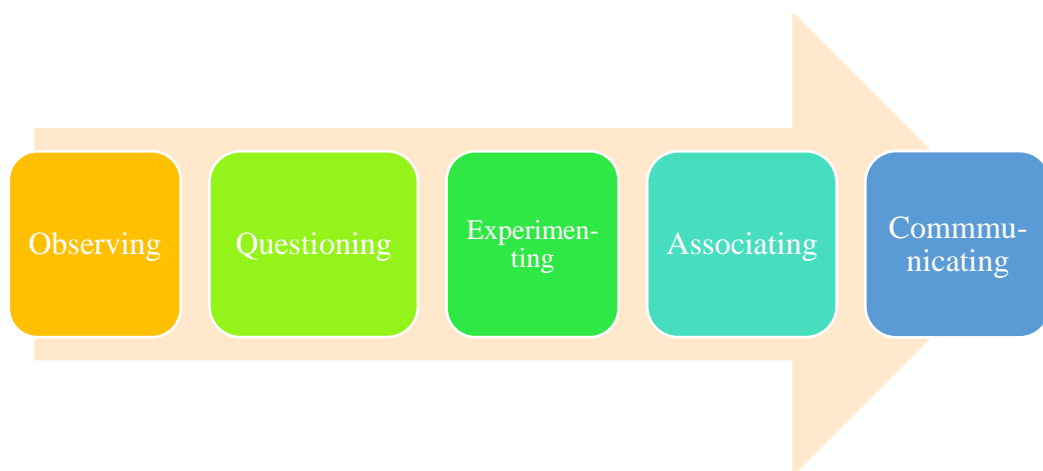 Observing
Questioning
Experimen-
ting
Associating
Commmu-
nicating